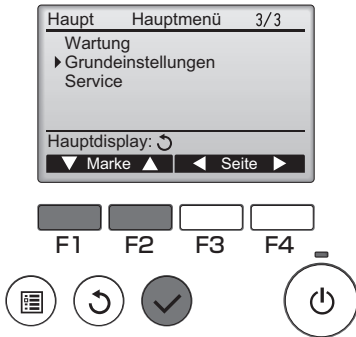 Haupt Hauptmenü 3/3
Wartung
Grundeinstellungen
Service
Hauptdisplay:
Marke Seite
F1 F2 F3 F4